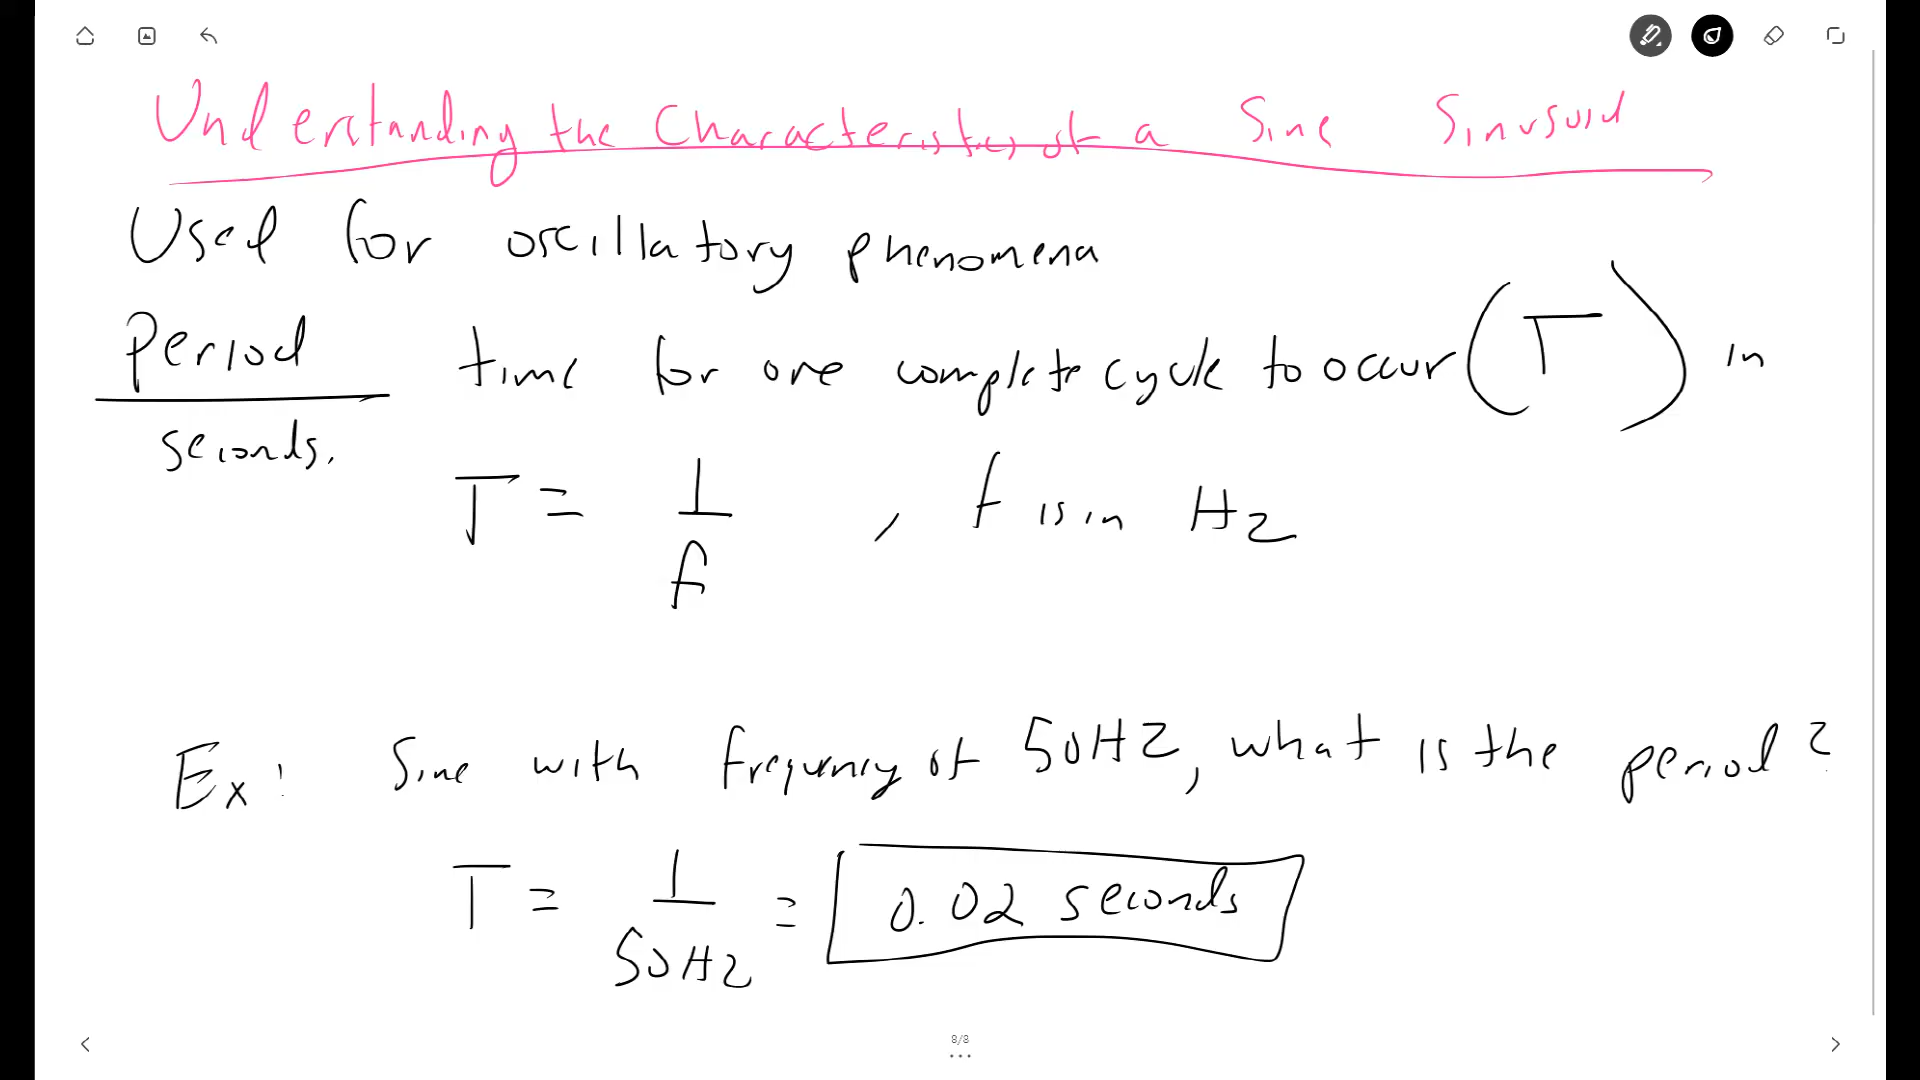 Understanding the Characteristics of a Sine Sinusoid
Used for oscillatory phenomena
Period time for one complete cycle to occur (T) in
seconds.
T = 1/f , f is in Hz
Ex: Sine with frequency of 50Hz, what is the period?
T = 1/50Hz = 0.02 seconds
8/8